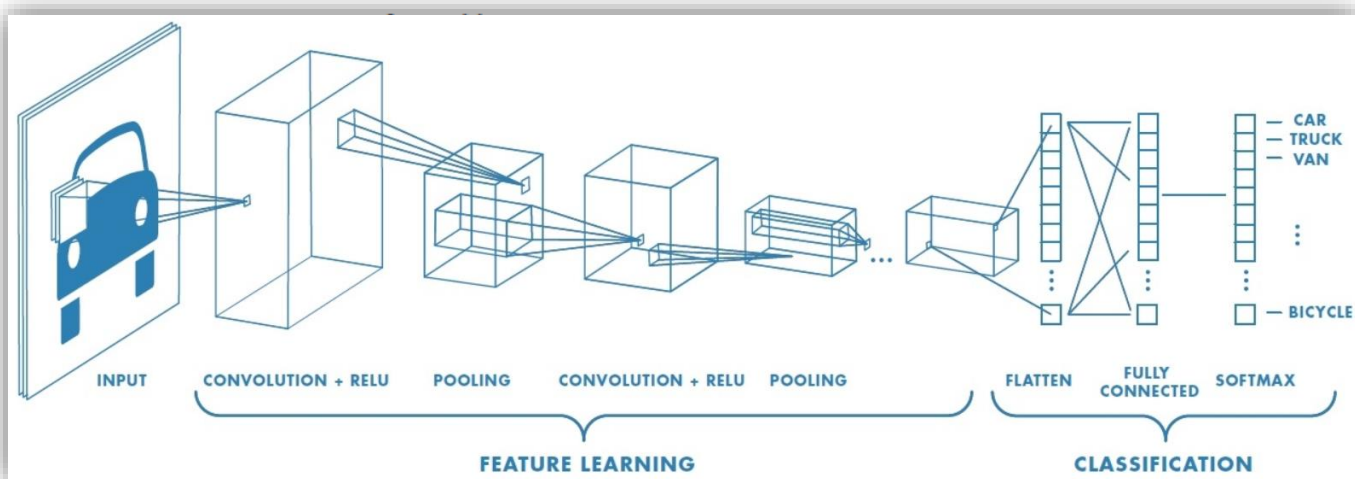 CAR
TRUCK
VAN
BICYCLE
INPUT
CONVOLUTION + RELU
POOLING
CONVOLUTION + RELU
POOLING
FLATTEN
FULLY
CONNECTED
SOFTMAX
FEATURE LEARNING
CLASSIFICATION